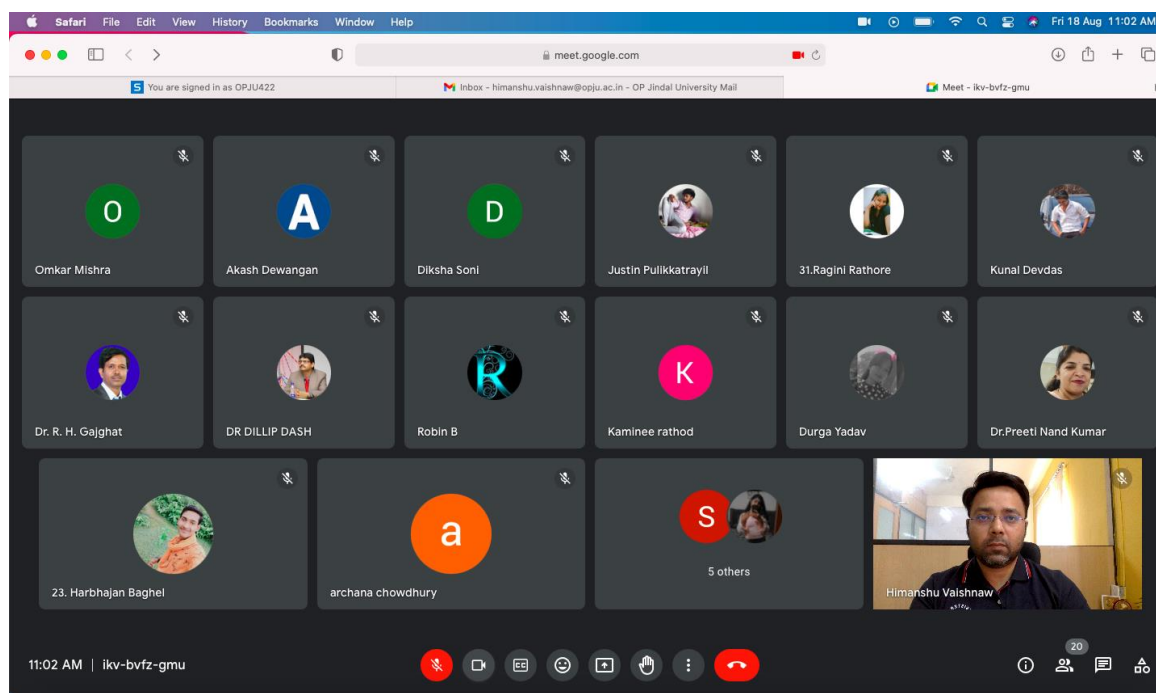 Safari File Edit View History Bookmarks Window Help Fri 18 Aug 11:02 AM
meet.google.com
S You are signed in as OPJU422 Inbox - himanshu.vaishnaw@opju.ac.in - OP Jindal University Mail Meet - ikv-bvfz-gmu
O A D
Omkar Mishra Akash Dewangan Diksha Soni Justin Pulikkatrayil 31.Ragini Rathore Kunal Devdas
R K
Dr. R. H. Gajghat DR DILLIP DASH Robin B Kaminee rathod Durga Yadav Dr.Preeti Nand Kumar
a S
5 others
23. Harbhajan Baghel archana chowdhury Himanshu Vaishnaw
11:02 AM | ikv-bvfz-gmu CC 20